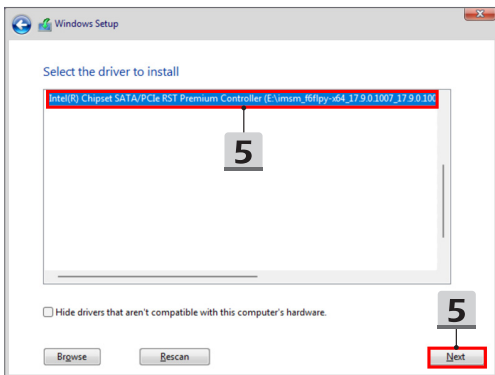 Windows Setup
Select the driver to install
Intel(R) Chipset SATA/PCIe RST Premium Controller (E:\imsm_f6flpy-x64_17.9.0.1007_17.9.0.100
5
Hide drivers that aren't compatible with this computer's hardware.
5
Browse
Rescan
Next